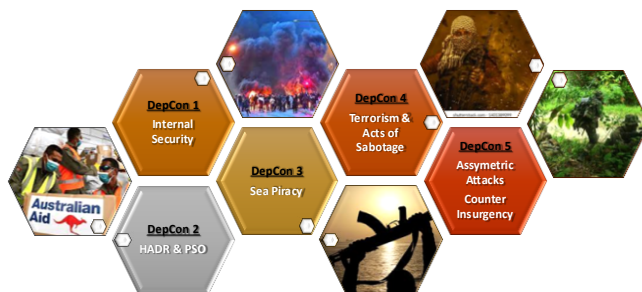 DepCon 1
Internal
Security
DepCon 4
Terrorism &
Acts of
Sabotage
DepCon 3
Sea Piracy
DepCon 5
Assymetric
Attacks
Counter
Insurgency
Australian
Aid
DepCon 2
HADR & PSO